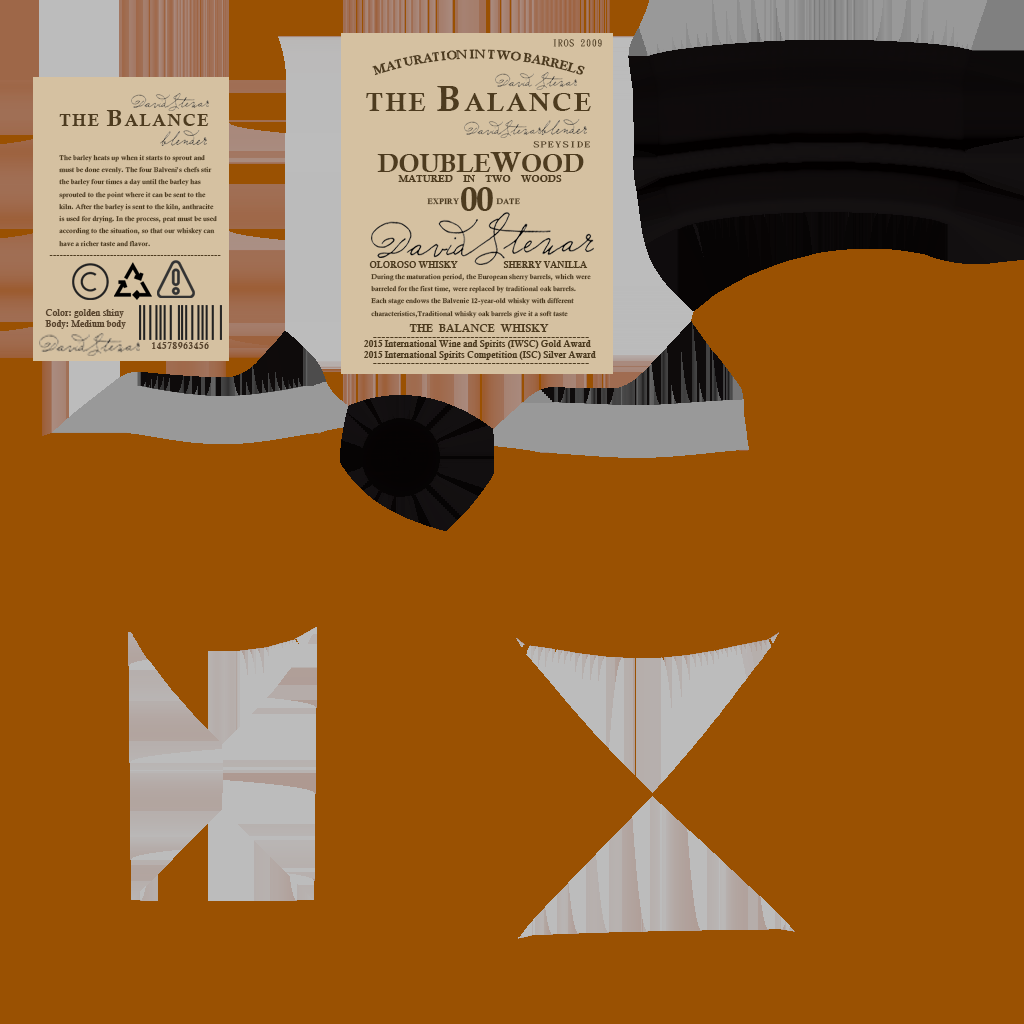 David Stewar
THE BALANCE
blender
The barley heats up when it starts to sprout and
must be done evenly. The four Balveni's chefs stir
the barley four times a day until the barley has
sprouted to the point where it can be sent to the
kiln. After the barley is sent to the kiln, anthracite
is used for drying. In the process, peat must be used
according to the situation, so that our whiskey can
have a richer taste and flavor.
©
Color: golden shiny
Body: Medium body
David Stewar
14578963456
IROS 2009
MATURATION IN TWO BARRELS
David Stewar
THE BALANCE
David Stewar blender
SPEYSIDE
DOUBLEWOOD
MATURED IN TWO WOODS
EXPIRY 00 DATE
David Stewar
OLOROSO WHISKY SHERRY VANILLA
During the maturation period, the European sherry barrels, which were
barreled for the first time, were replaced by traditional oak barrels.
Each stage endows the Balvenie 12-year-old whisky with different
characteristics,Traditional whisky oak barrels give it a soft taste
THE BALANCE WHISKY
2015 International Wine and Spirits (IWSC) Gold Award
2015 International Spirits Competition (ISC) Silver Award